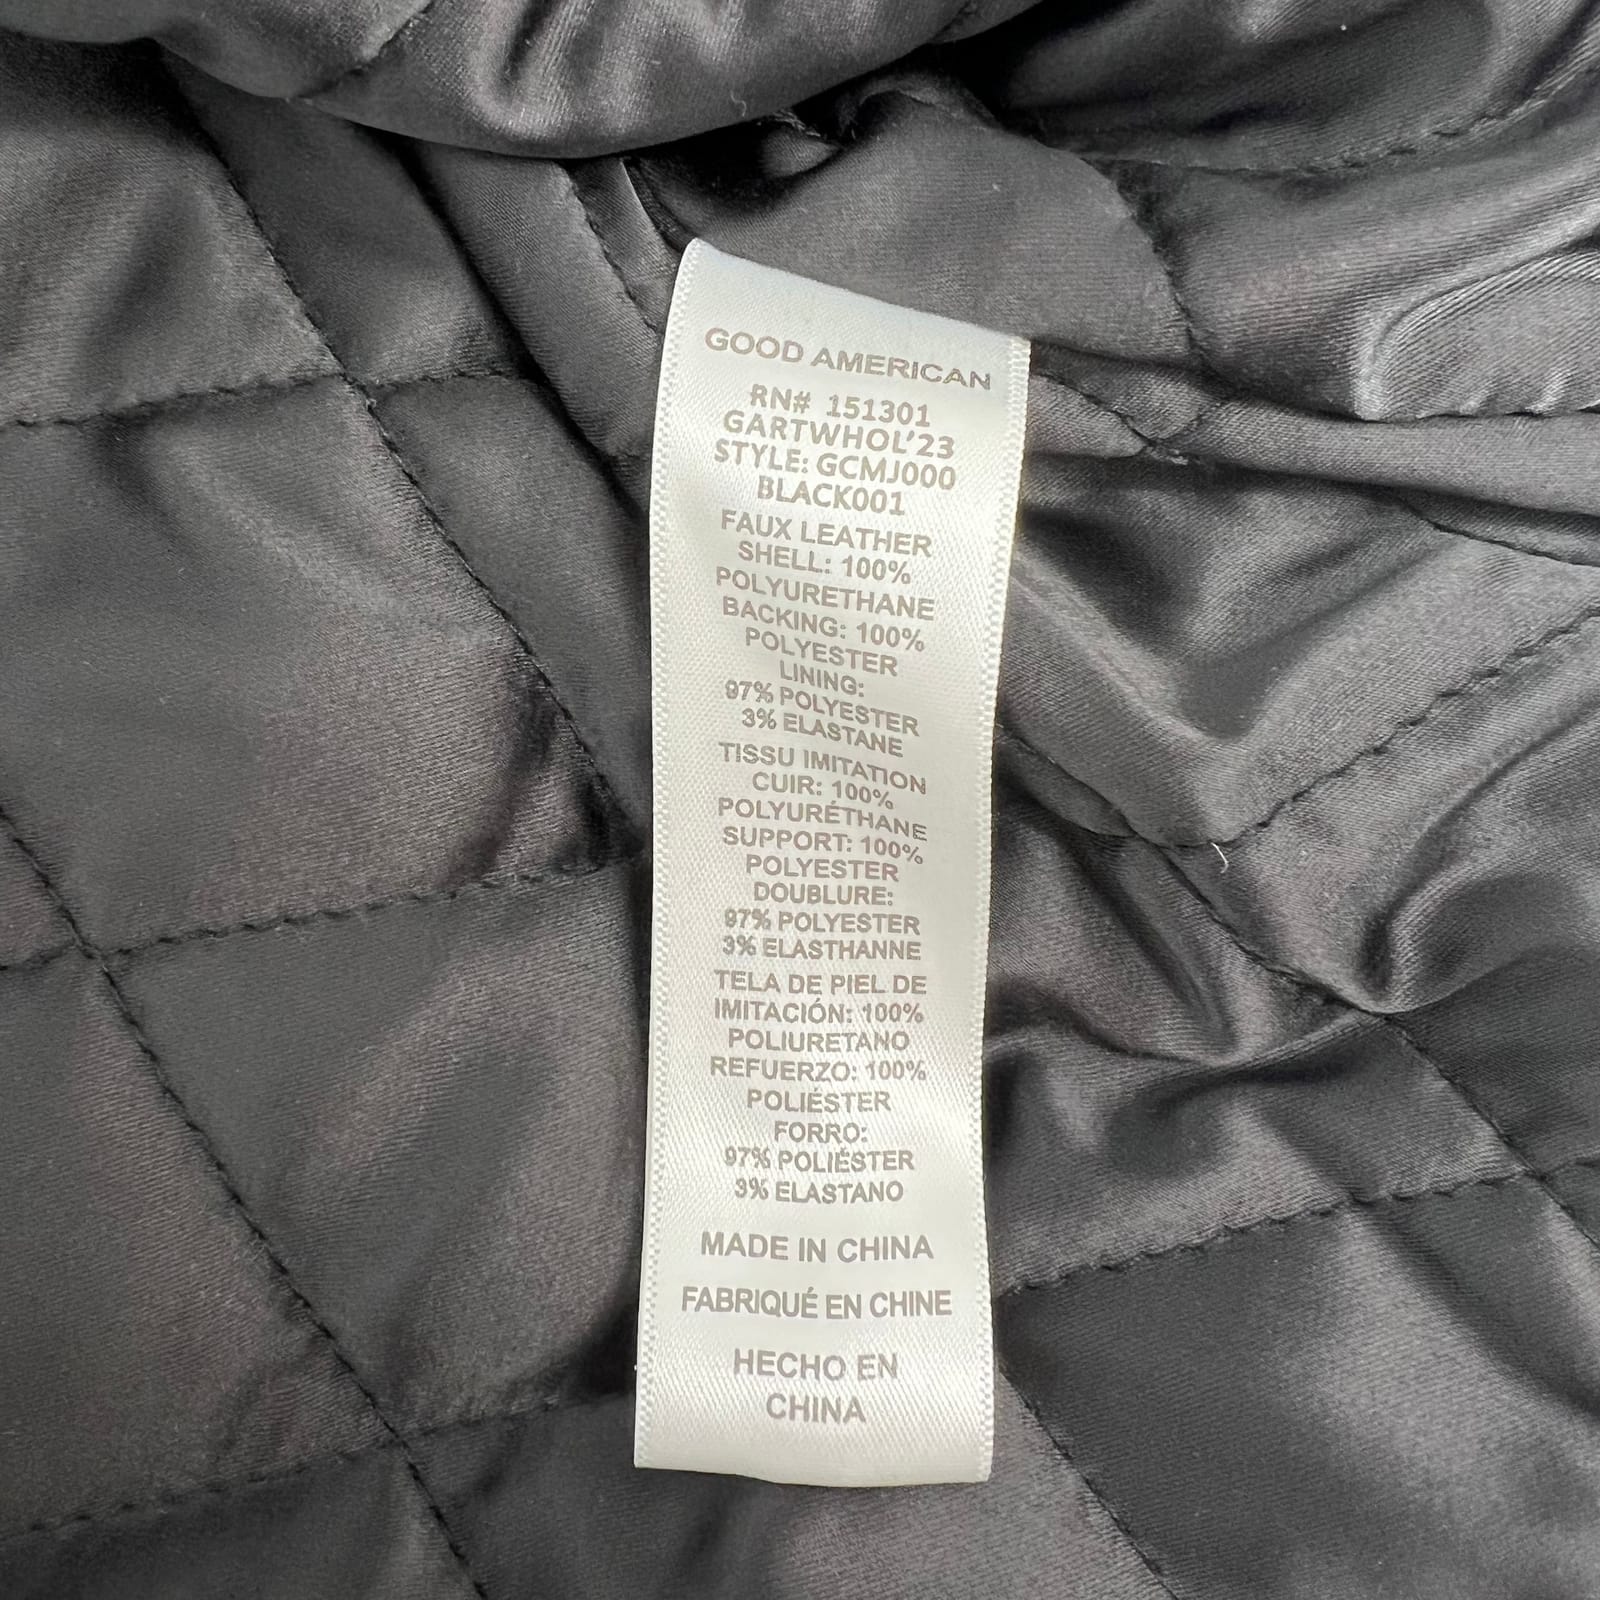 GOOD AMERICAN
RN# 151301
GARTWHOL'23
STYLE: GCMJ000
BLACK001
FAUX LEATHER
SHELL: 100%
POLYURETHANE
BACKING: 100%
POLYESTER
LINING:
97% POLYESTER
3% ELASTANE
TISSU IMITATION
CUIR: 100%
POLYURÉTHANE
SUPPORT: 100%
POLYESTER
DOUBLURE:
97% POLYESTER
3% ELASTHANNE
TELA DE PIEL DE
IMITACIÓN: 100%
POLIURETANO
REFUERZO: 100%
POLIÉSTER
FORRO:
97% POLIÉSTER
3% ELASTANO
MADE IN CHINA
FABRIQUÉ EN CHINE
HECHO EN
CHINA